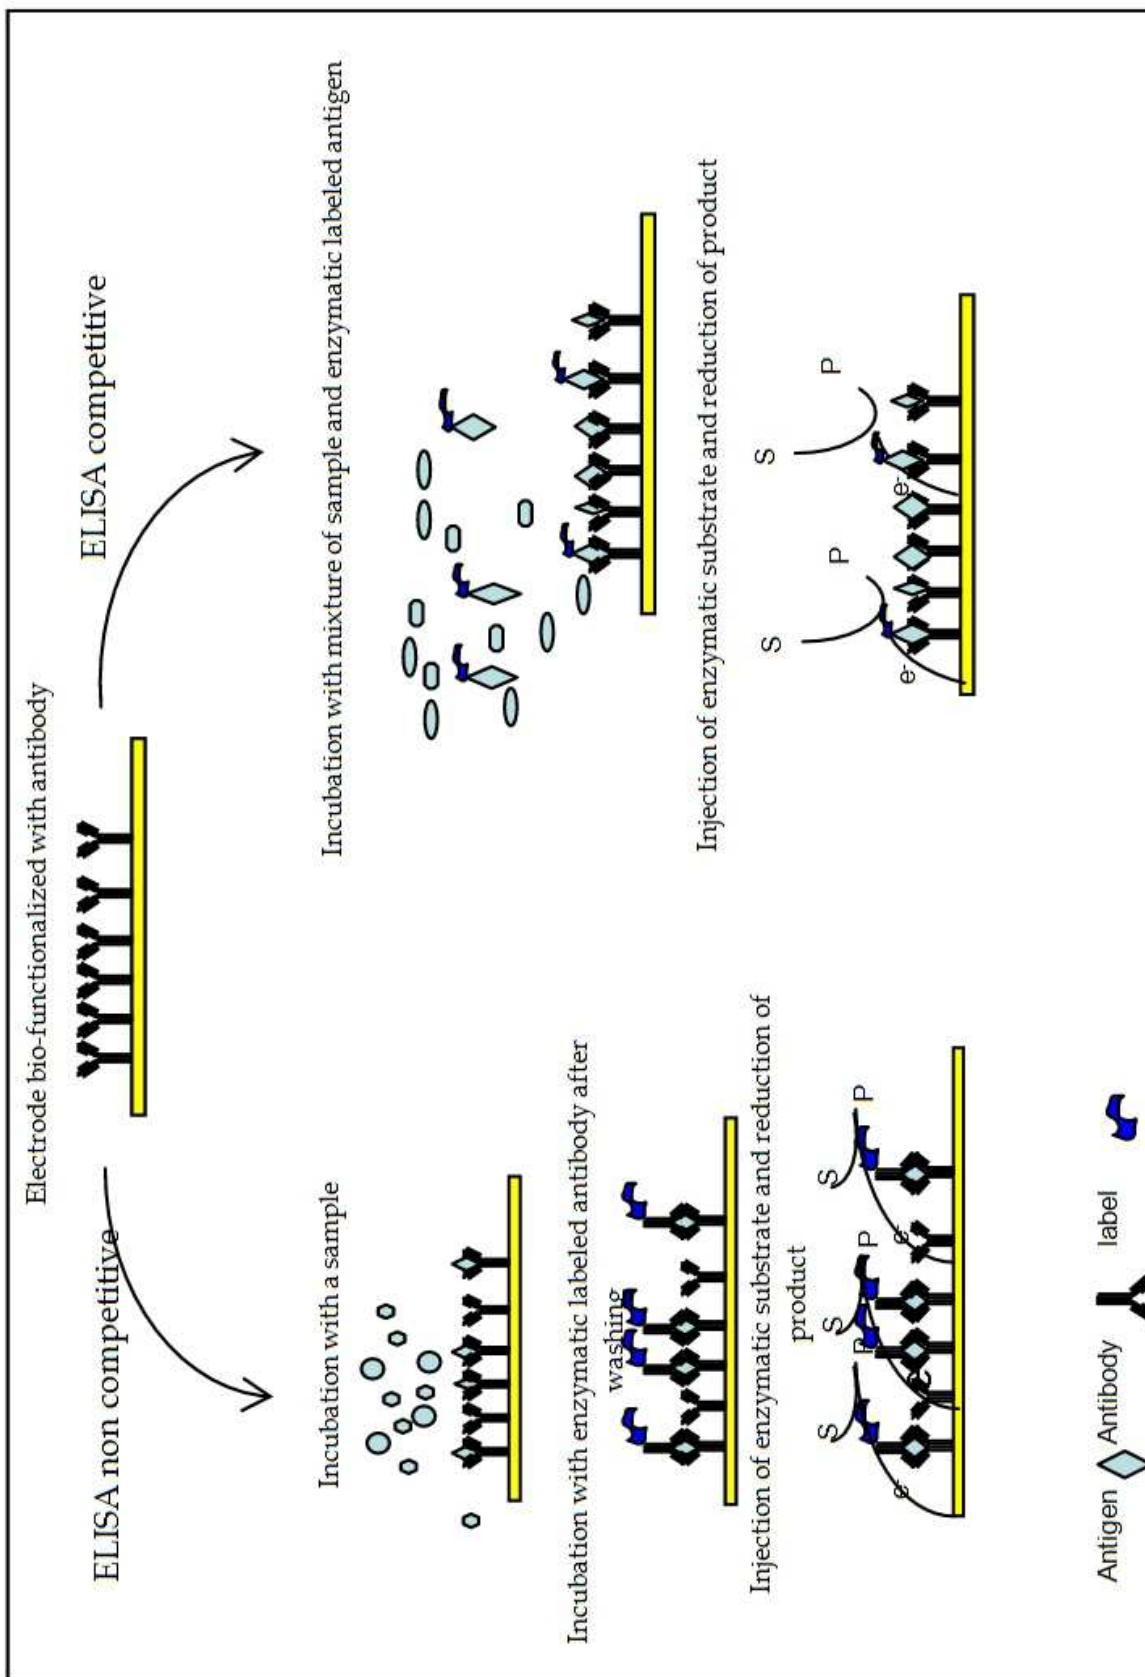 Electrode bio-functionalized with antibody
ELISA non competitive
ELISA competitive
Incubation with a sample
Incubation with enzymatic labeled antibody after
washing
Injection of enzymatic substrate and reduction of
product
S
P
e-
S
P
e-
S
P
e-
Incubation with mixture of sample and enzymatic labeled antigen
Injection of enzymatic substrate and reduction of product
S
P
e-
S
P
e-
Antigen
Antibody
label